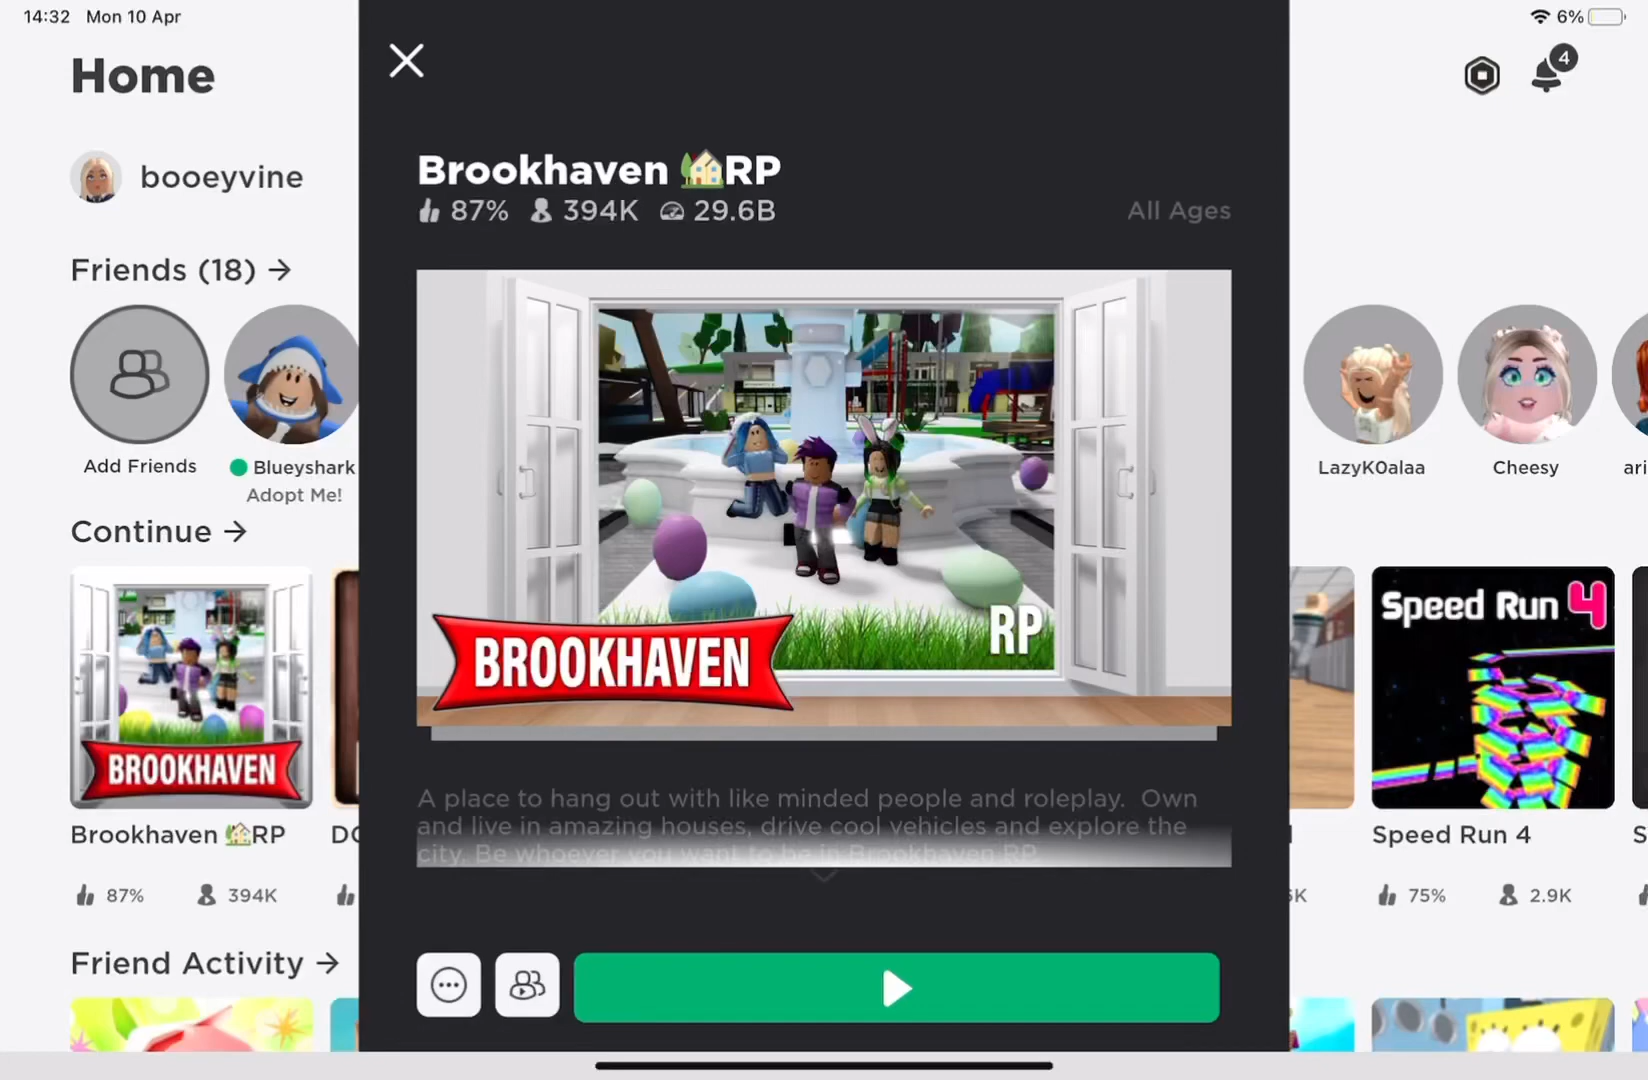 14:32 Mon 10 Apr
6%
Home
4
booeyvine
Friends (18)
Add Friends
Blueyshark
Adopt Me!
Continue
BROOKHAVEN
Brookhaven RP
87% 394K
Friend Activity
Brookhaven RP
87% 394K 29.6B
All Ages
RP
BROOKHAVEN
A place to hang out with like minded people and roleplay. Own
and live in amazing houses, drive cool vehicles and explore the
city. Be whoever you want to be in Brookhaven RP.
LazyK0alaa
Cheesy
ari
Speed Run 4
Speed Run 4
75% 2.9K